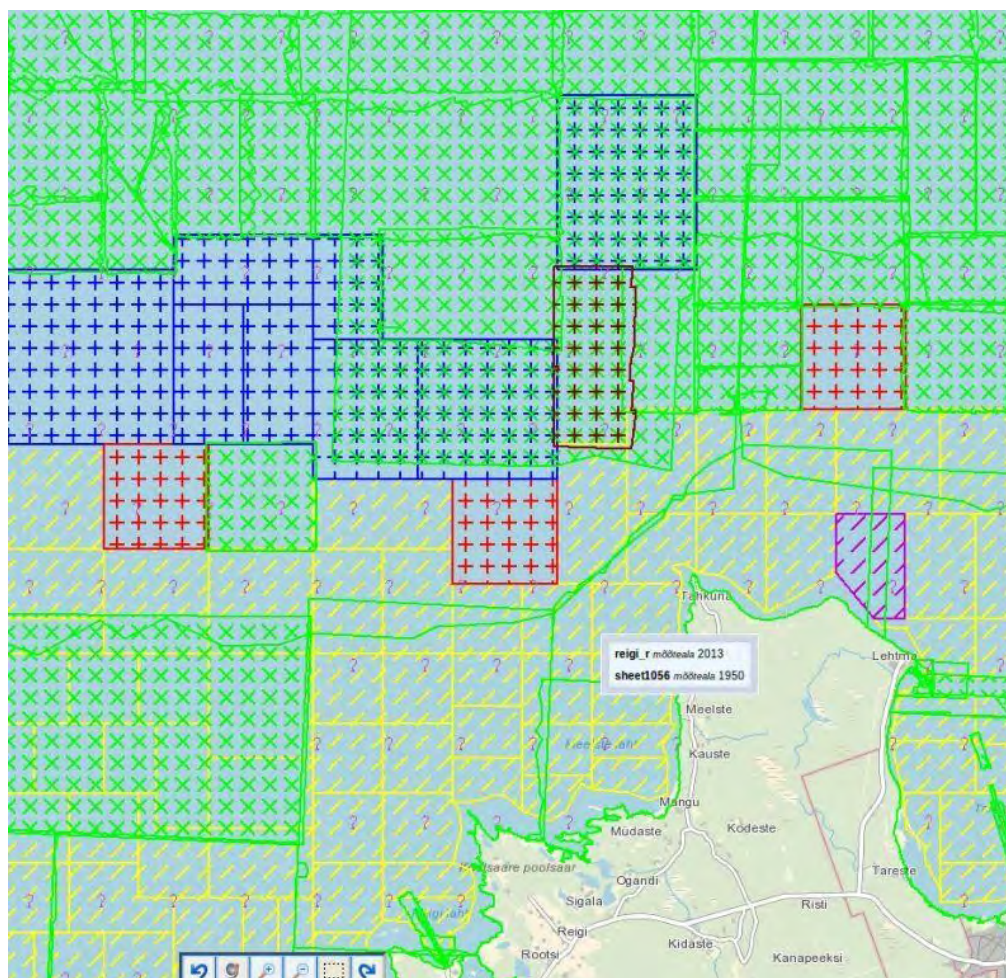 Tahkuna
reigi_r mõõteala 2013
sheet1056 mõõteala 1950
Lehtma
Meelste
Kauste
Mangu
Mudaste
Kodeste
poolsaar
Ogandi
Tareste
Sigala
Risti
Reigi
Kidaste
Rootsi
Kanapeeksi